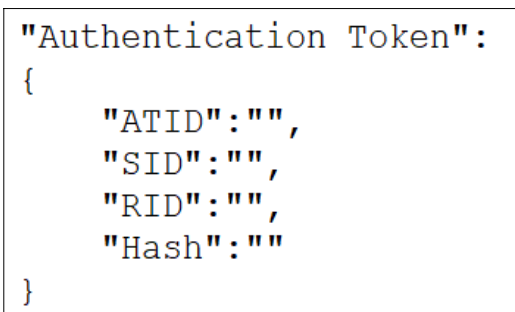 "Authentication Token":
{
    "ATID":"",
    "SID":"",
    "RID":"",
    "Hash":""
}